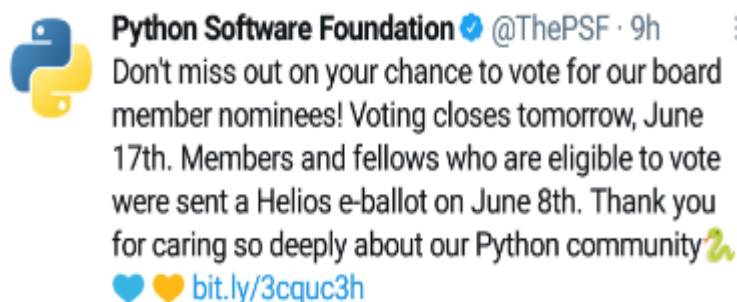 Python Software Foundation @ThePSF · 9h
Don't miss out on your chance to vote for our board
member nominees! Voting closes tomorrow, June
17th. Members and fellows who are eligible to vote
were sent a Helios e-ballot on June 8th. Thank you
for caring so deeply about our Python community🐍
💙 💛 bit.ly/3cquc3h